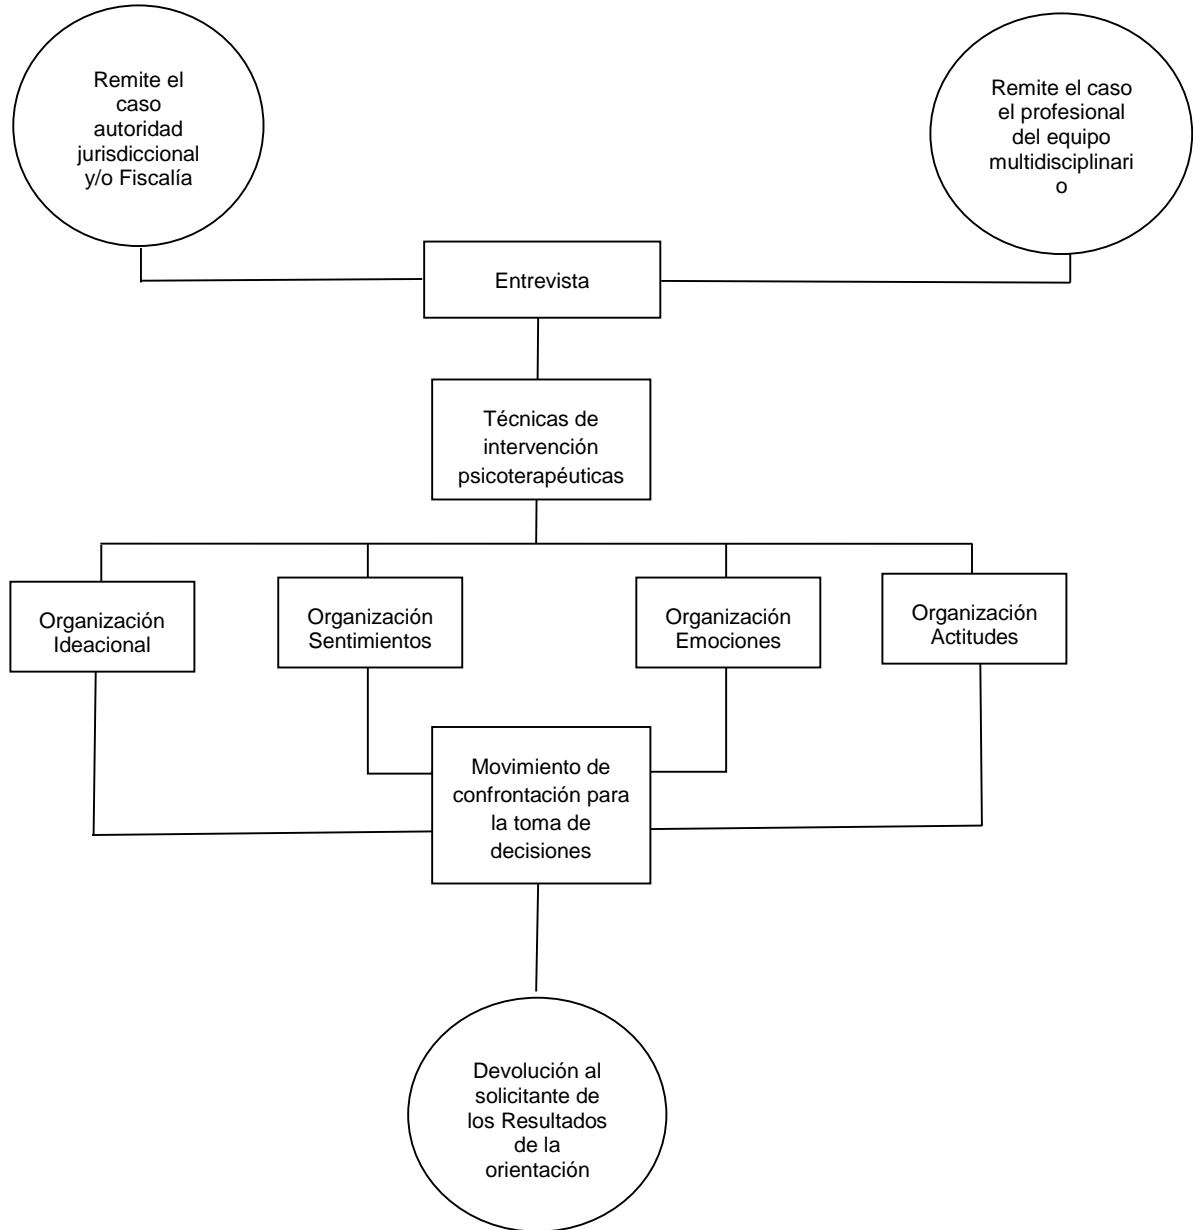 Remite el
caso
autoridad
jurisdiccional
y/o Fiscalía
Remite el caso
el profesional
del equipo
multidisciplinari
o
Entrevista
Técnicas de
intervención
psicoterapéuticas
Organización
Ideacional
Organización
Sentimientos
Organización
Emociones
Organización
Actitudes
Movimiento de
confrontación para
la toma de
decisiones
Devolución al
solicitante de
los Resultados
de la
orientación